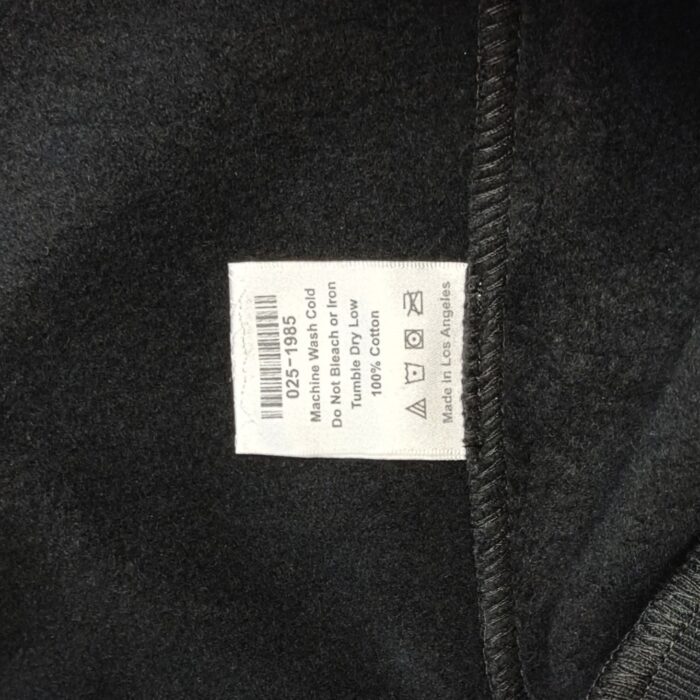 025-1985
Machine Wash Cold
Do Not Bleach or Iron
Tumble Dry Low
100% Cotton
Made in Los Angeles